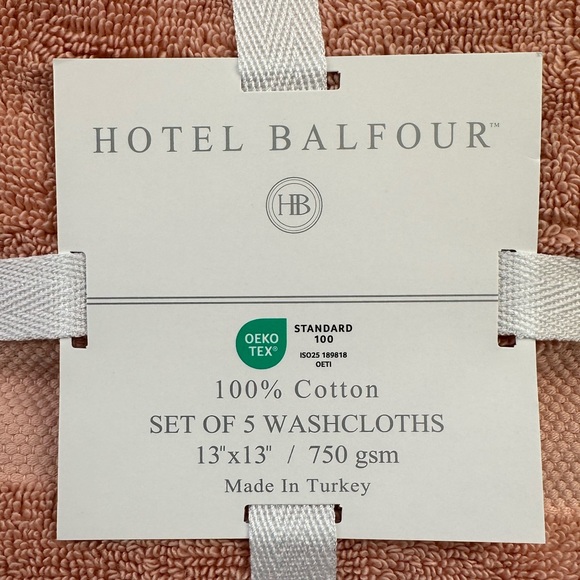 HOTEL BALFOUR™
HB
OEKO
TEX®
STANDARD
100
ISO25 189818
OETI
100% Cotton
SET OF 5 WASHCLOTHS
13"x13" / 750 gsm
Made In Turkey